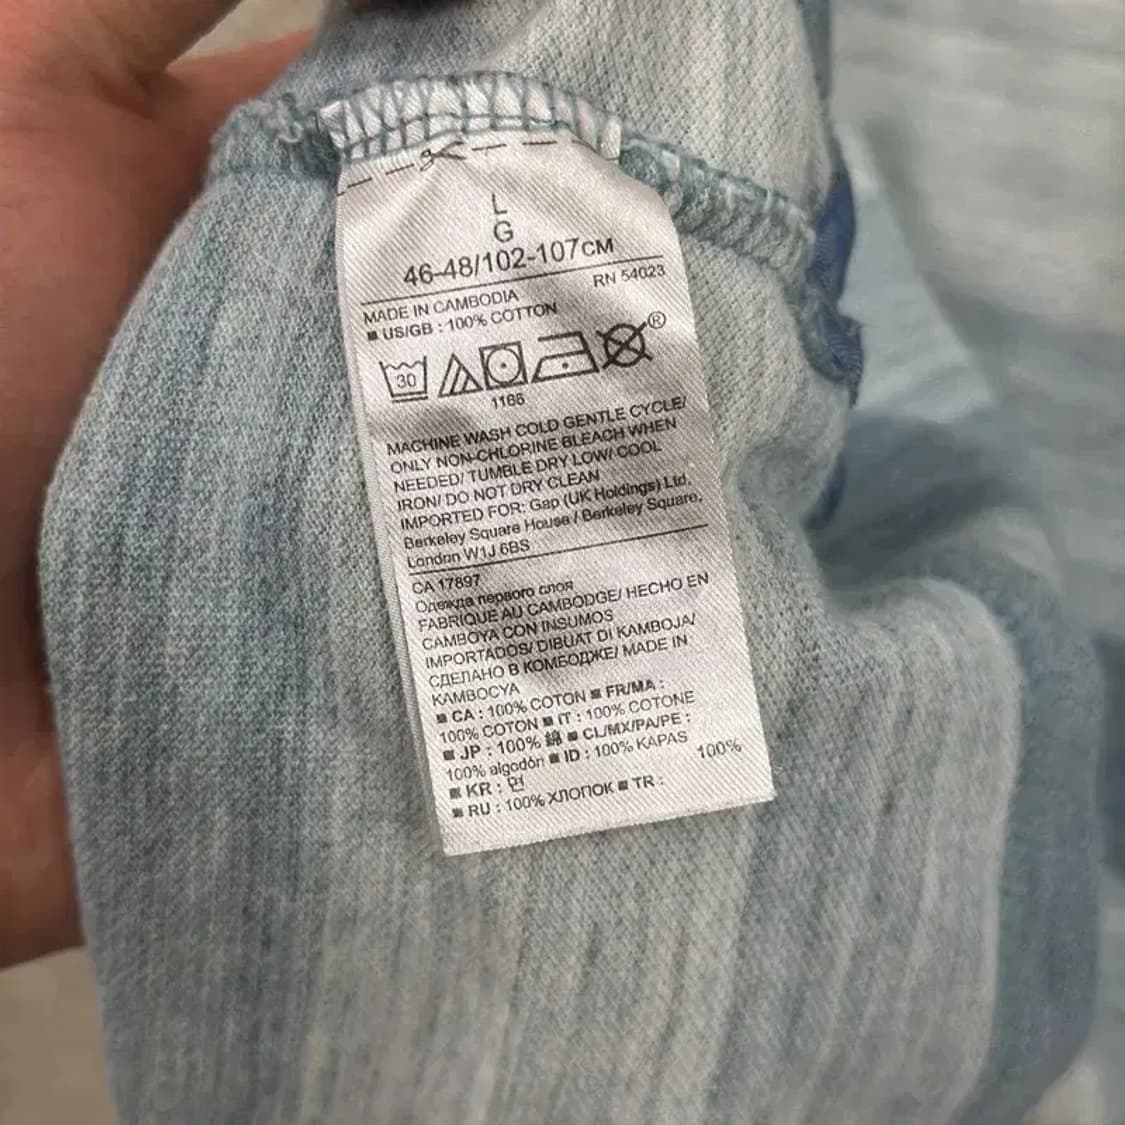 L
G
46-48/102-107CM
RN 54023
MADE IN CAMBODIA
■ US/GB : 100% COTTON
30
®
1166
MACHINE WASH COLD GENTLE CYCLE/
ONLY NON-CHLORINE BLEACH WHEN
NEEDED/ TUMBLE DRY LOW/ COOL
IRON/ DO NOT DRY CLEAN
IMPORTED FOR: Gap (UK Holdings) Ltd,
Berkeley Square House / Berkeley Square,
London W1J 6BS
CA 17897
Одежда первого слоя
FABRIQUE AU CAMBODGE/ HECHO EN
CAMBOYA CON INSUMOS
IMPORTADOS/ DIBUAT DI KAMBOJA/
СДЕЛАНО В КОМБОДЖЕ/ MADE IN
KAMBOCYA
■ CA : 100% COTON ■ FR/MA :
100% COTON ■ IT : 100% COTONE
■ JP : 100% 綿 ■ CL/MX/PA/PE :
100% algodón ■ ID : 100% KAPAS
■ KR : 면 100%
■ RU : 100% ХЛОПОК ■ TR :